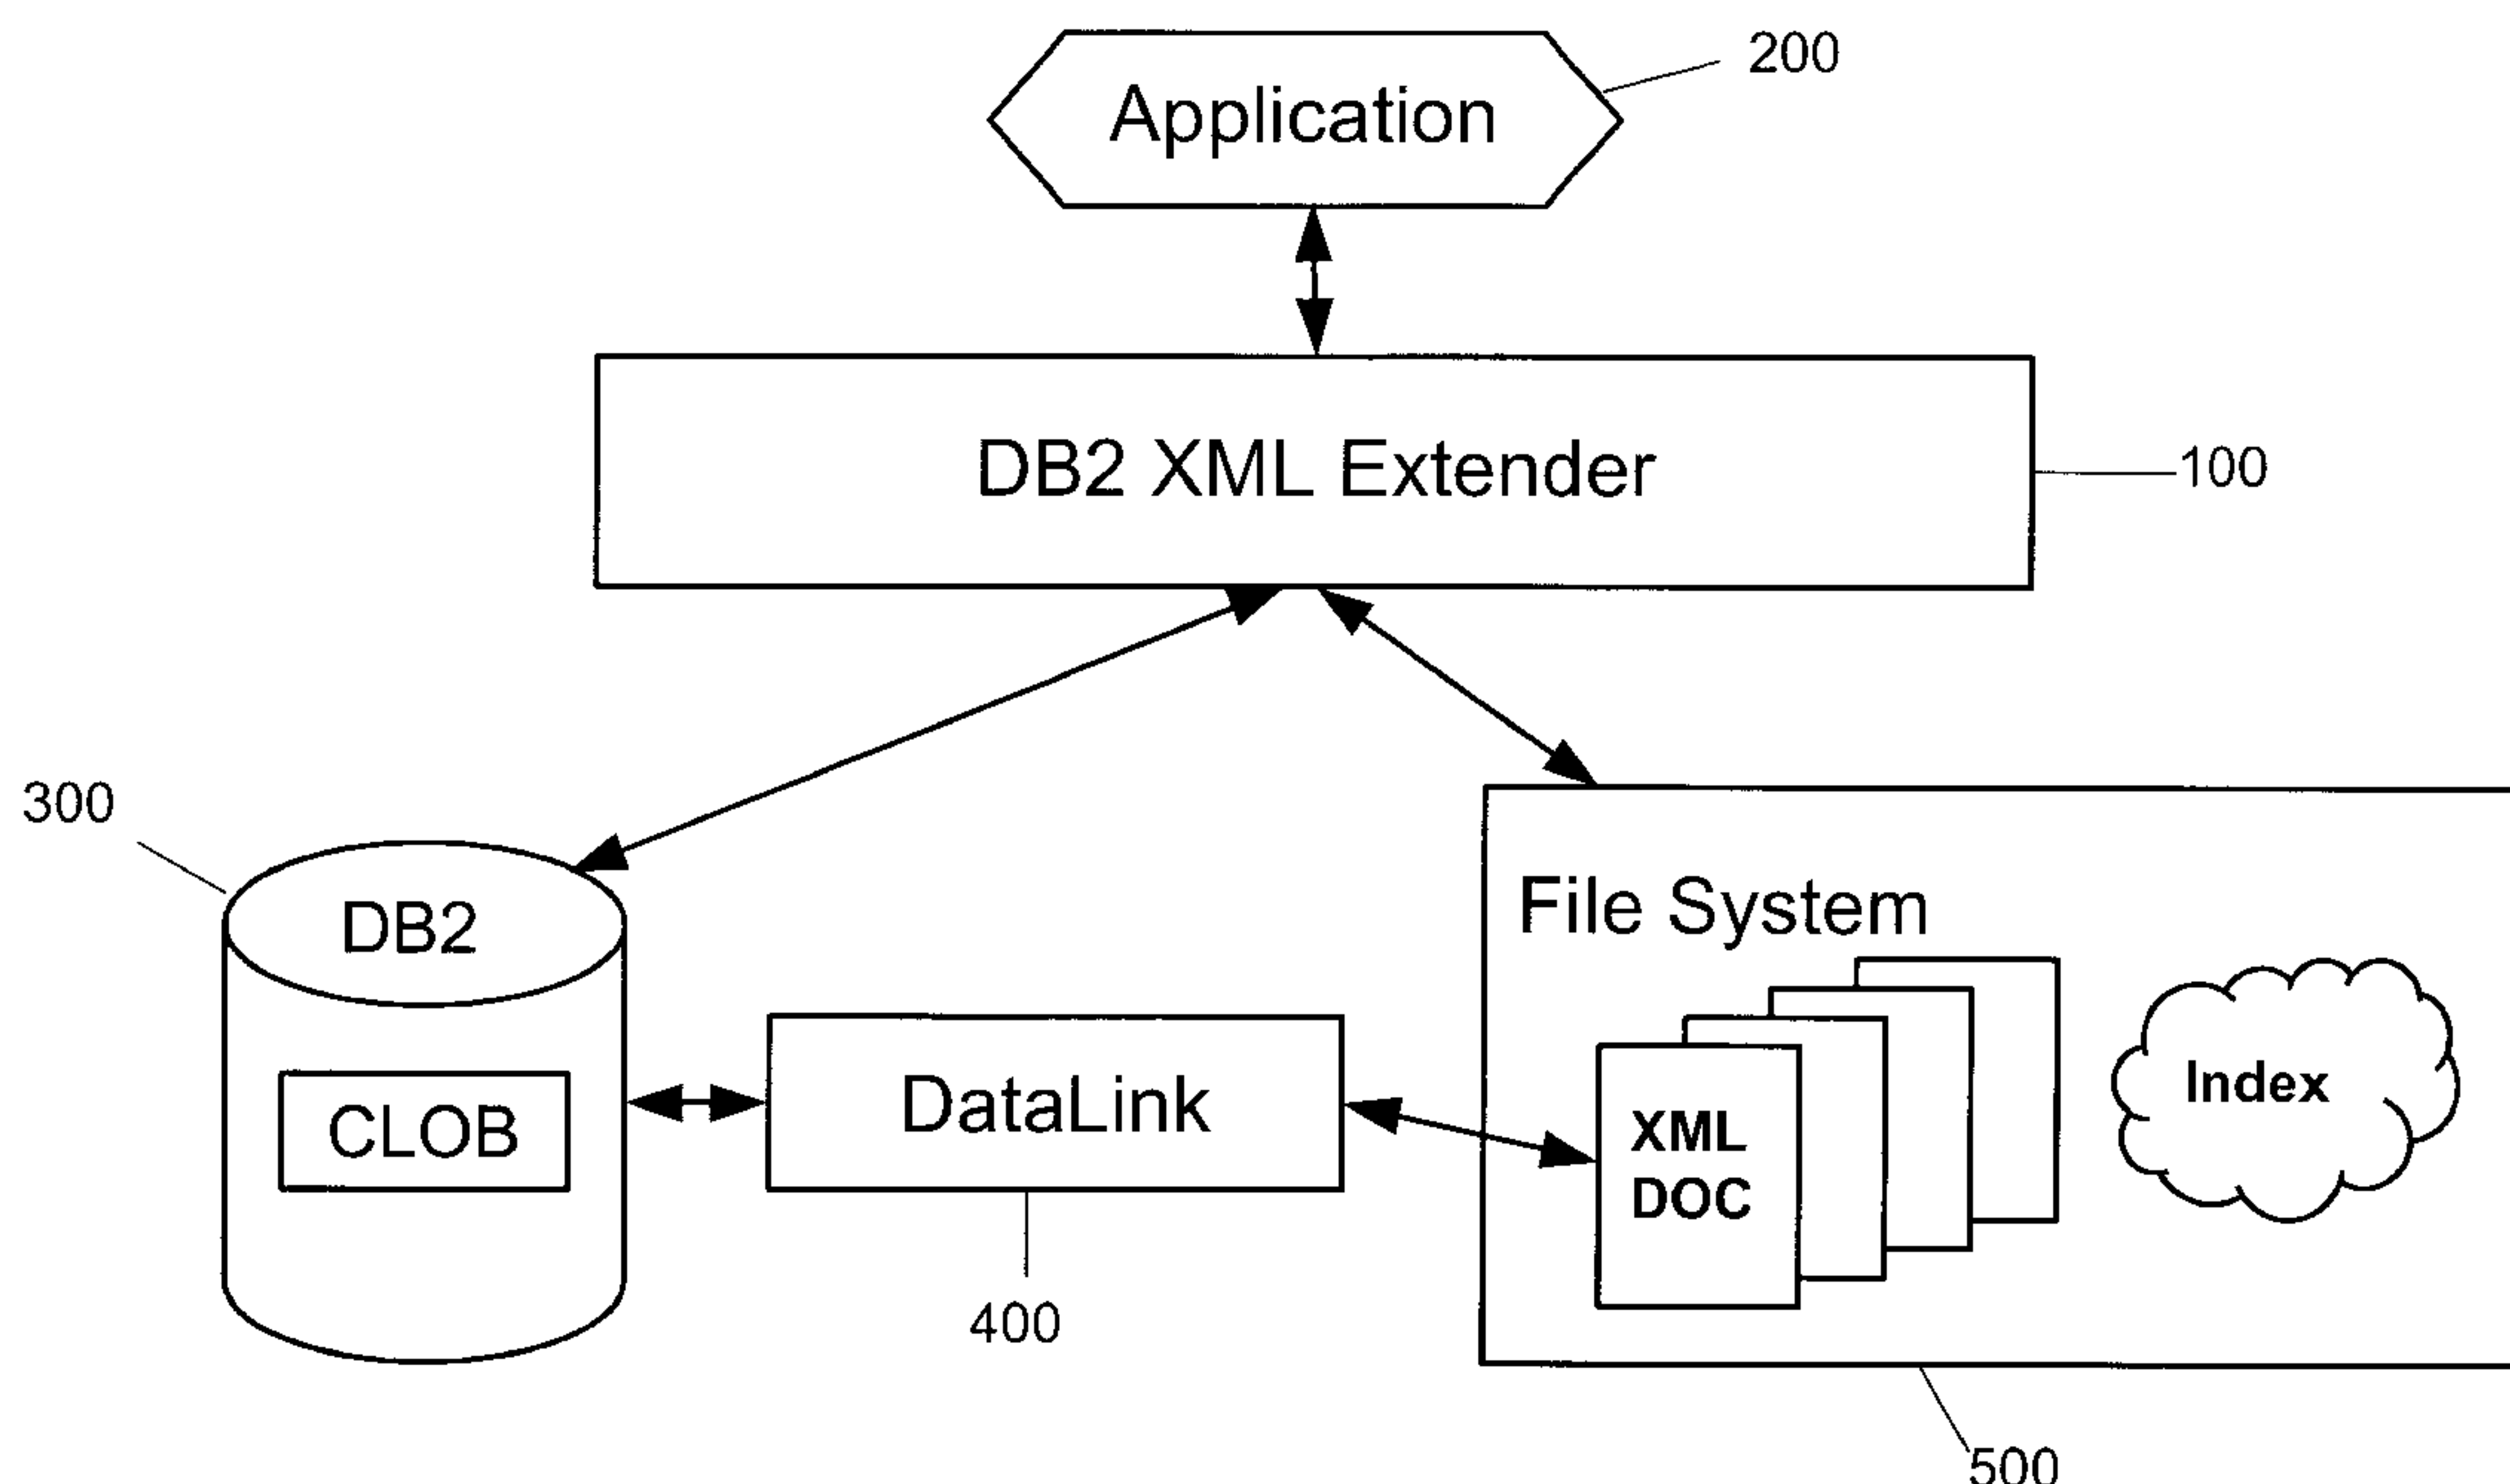 Application
200
DB2 XML Extender
100
300
DB2
CLOB
DataLink
400
File System
XML
DOC
Index
500